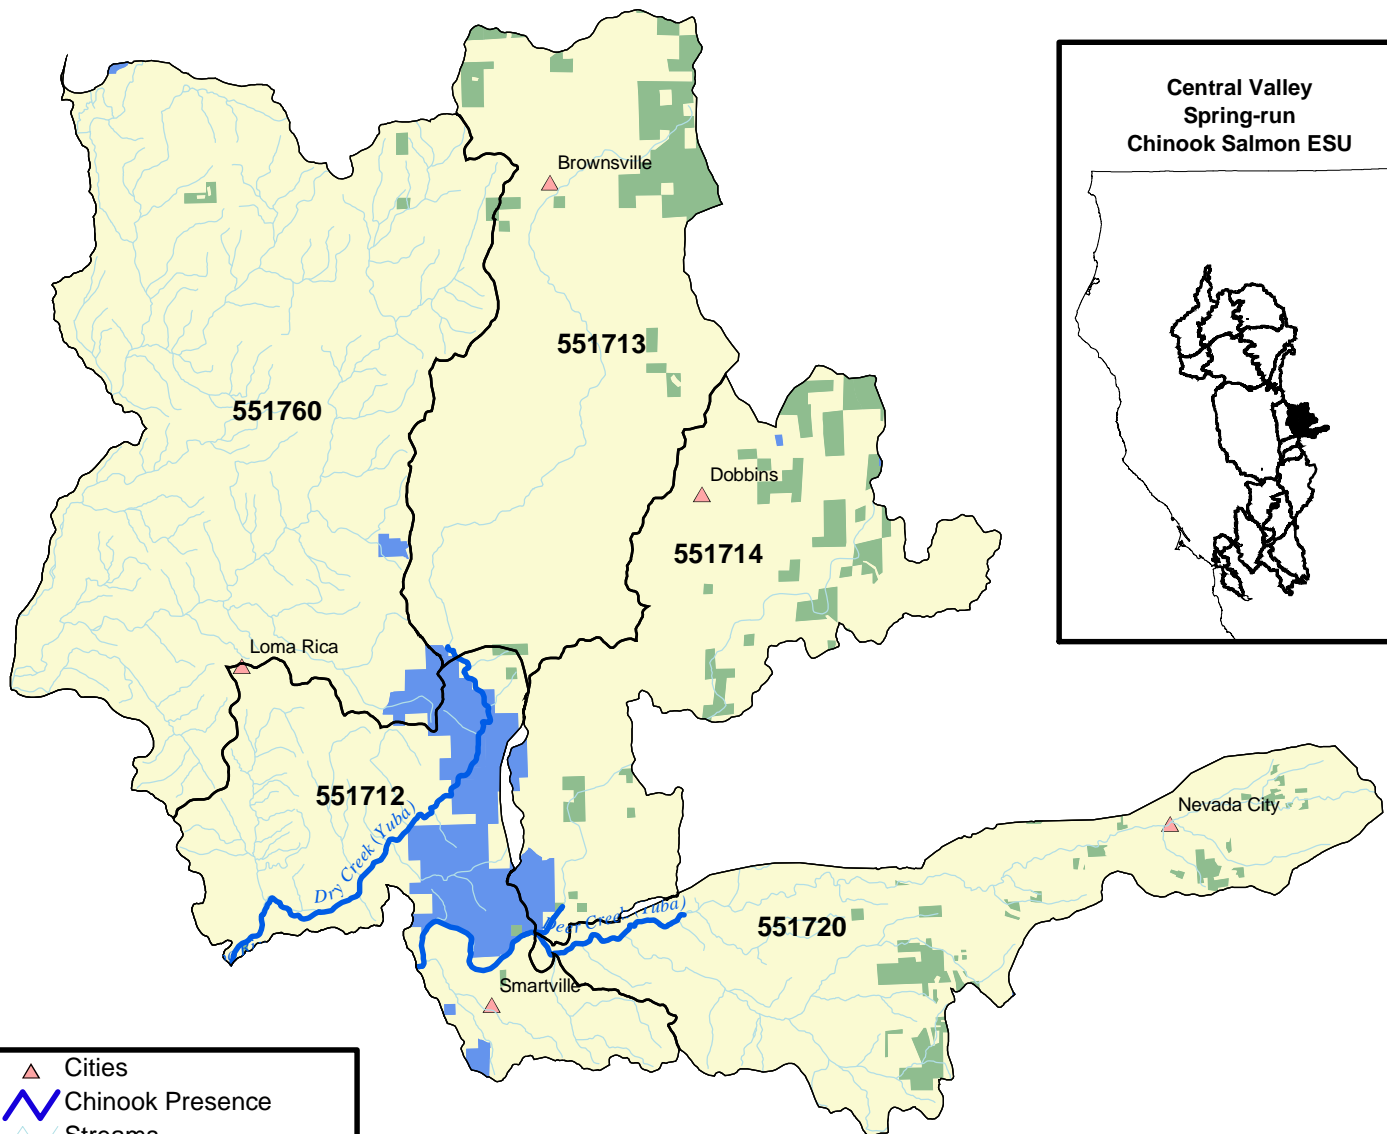 Central Valley
Spring-run
Chinook Salmon ESU
Brownsville
551713
551760
Dobbins
551714
Loma Rica
551712
Dry Creek (Yuba)
Nevada City
Deer Creek (Yuba)
551720
Smartville
Cities
Chinook Presence
Streams